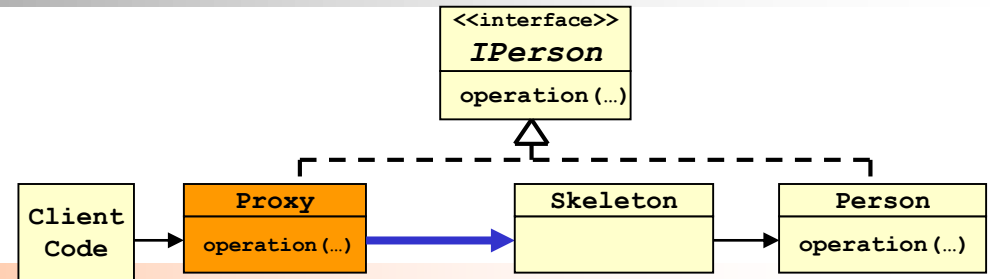 <<interface>>
IPerson
operation(…)
Client
Code
Proxy
operation(…)
Skeleton
Person
operation(…)